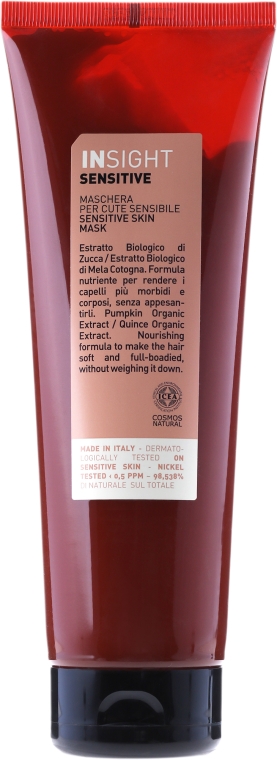 INSIGHT
SENSITIVE
MASCHERA
PER CUTE SENSIBILE
SENSITIVE SKIN
MASK
Estratto Biologico di
Zucca / Estratto Biologico
di Mela Cotogna. Formula
nutriente per rendere i
capelli più morbidi e
corposi, senza appesan-
tirli. Pumpkin Organic
Extract / Quince Organic
Extract. Nourishing
formula to make the hair
soft and full-boadied,
without weighing it down.
ICEA
COSMOS
NATURAL
MADE IN ITALY - DERMATO-
LOGICALLY TESTED ON
SENSITIVE SKIN - NICKEL
TESTED < 0,5 PPM - 98,538%
DI NATURALE SUL TOTALE